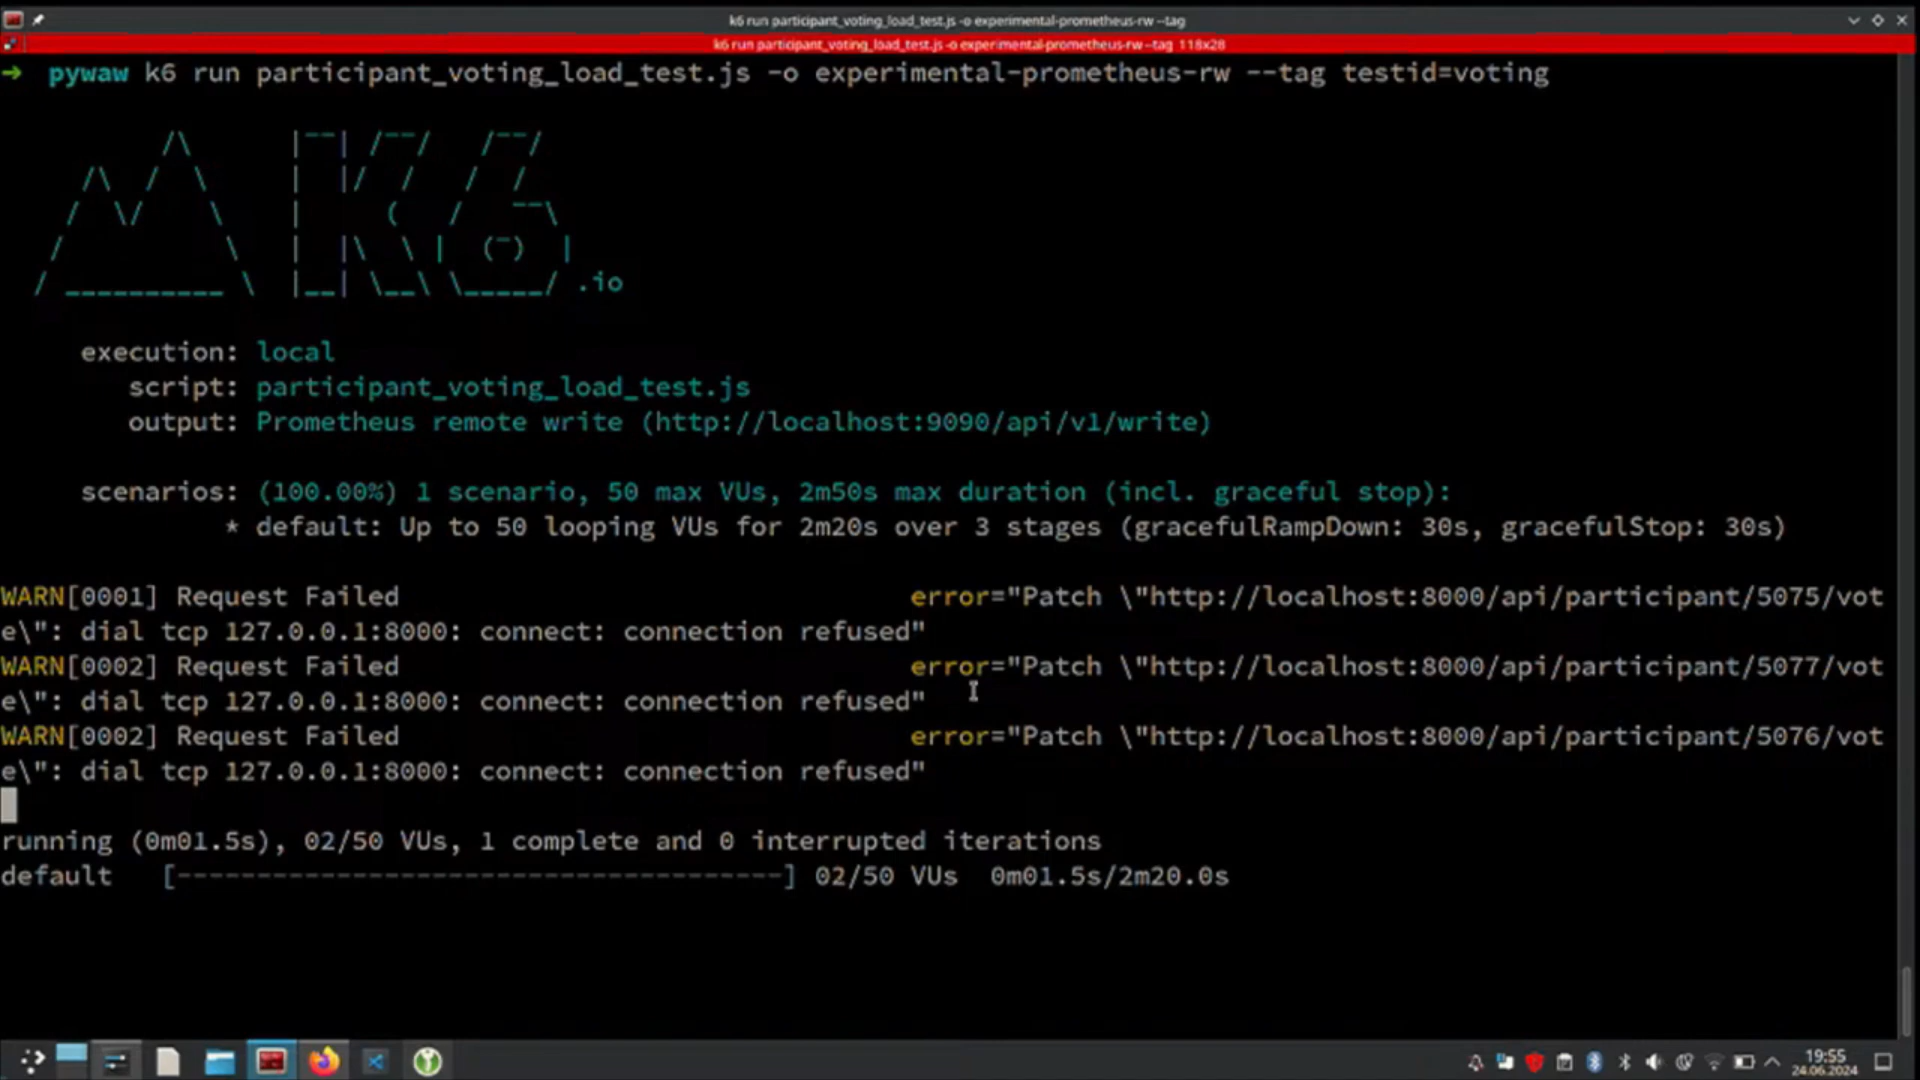 k6 run participant_voting_load_test.js -o experimental-prometheus-rw --tag
k6 run participant_voting_load_test.js -o experimental-prometheus-rw --tag 118x28
→ pywaw k6 run participant_voting_load_test.js -o experimental-prometheus-rw --tag testid=voting
.io
execution: local
script: participant_voting_load_test.js
output: Prometheus remote write (http://localhost:9090/api/v1/write)
scenarios: (100.00%) 1 scenario, 50 max VUs, 2m50s max duration (incl. graceful stop):
* default: Up to 50 looping VUs for 2m20s over 3 stages (gracefulRampDown: 30s, gracefulStop: 30s)
WARN[0001] Request Failed error="Patch \"http://localhost:8000/api/participant/5075/vot
e\": dial tcp 127.0.0.1:8000: connect: connection refused"
WARN[0002] Request Failed error="Patch \"http://localhost:8000/api/participant/5077/vot
e\": dial tcp 127.0.0.1:8000: connect: connection refused"
WARN[0002] Request Failed error="Patch \"http://localhost:8000/api/participant/5076/vot
e\": dial tcp 127.0.0.1:8000: connect: connection refused"
running (0m01.5s), 02/50 VUs, 1 complete and 0 interrupted iterations
default [--------------------------------------] 02/50 VUs 0m01.5s/2m20.0s
19:55
24.06.2024